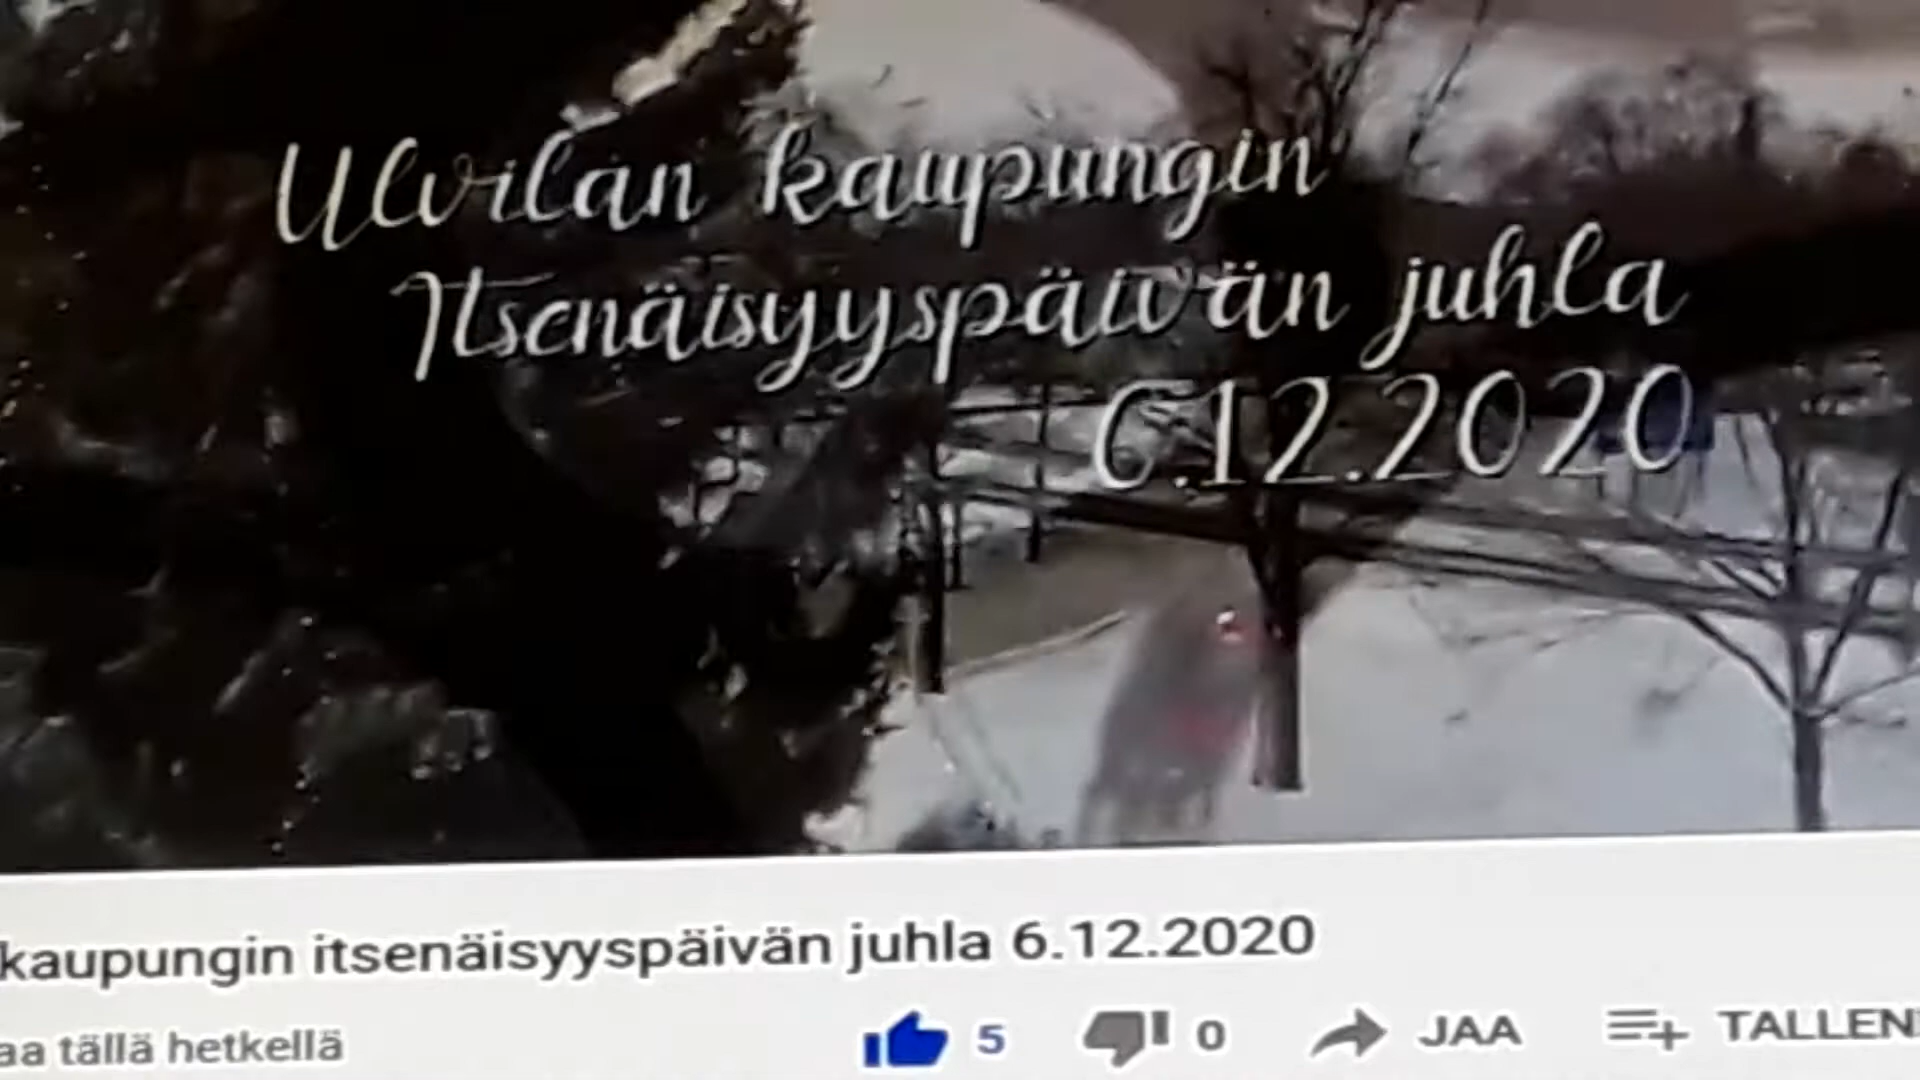 Ulvilan kaupungin
Itsenäisyyspäivän juhla
6.12.2020
kaupungin itsenäisyyspäivän juhla 6.12.2020
aa tällä hetkellä
5
0
JAA
TALLEN